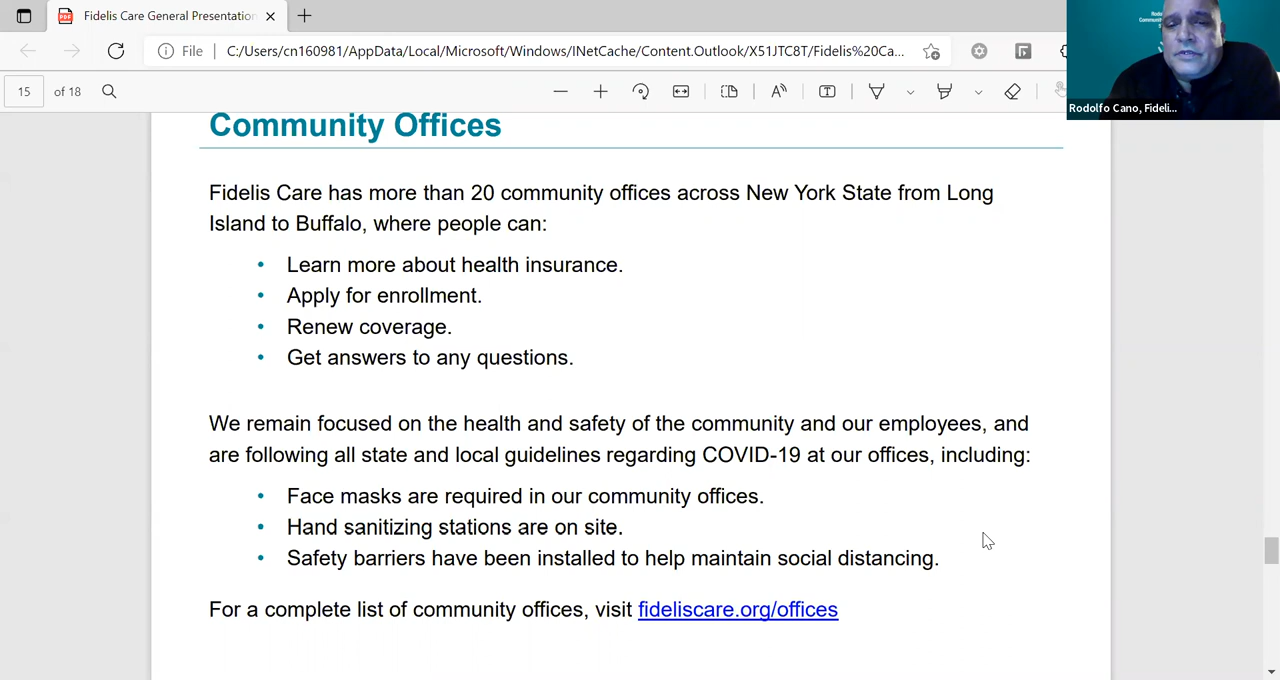 Fidelis Care General Presentation
File
C:/Users/cn160981/AppData/Local/Microsoft/Windows/INetCache/Content.Outlook/X51JTC8T/Fidelis%20Ca...
15 of 18
Rodolfo Cano, Fideli...
Community Offices
Fidelis Care has more than 20 community offices across New York State from Long
Island to Buffalo, where people can:
• Learn more about health insurance.
• Apply for enrollment.
• Renew coverage.
• Get answers to any questions.
We remain focused on the health and safety of the community and our employees, and
are following all state and local guidelines regarding COVID-19 at our offices, including:
• Face masks are required in our community offices.
• Hand sanitizing stations are on site.
• Safety barriers have been installed to help maintain social distancing.
For a complete list of community offices, visit fideliscare.org/offices